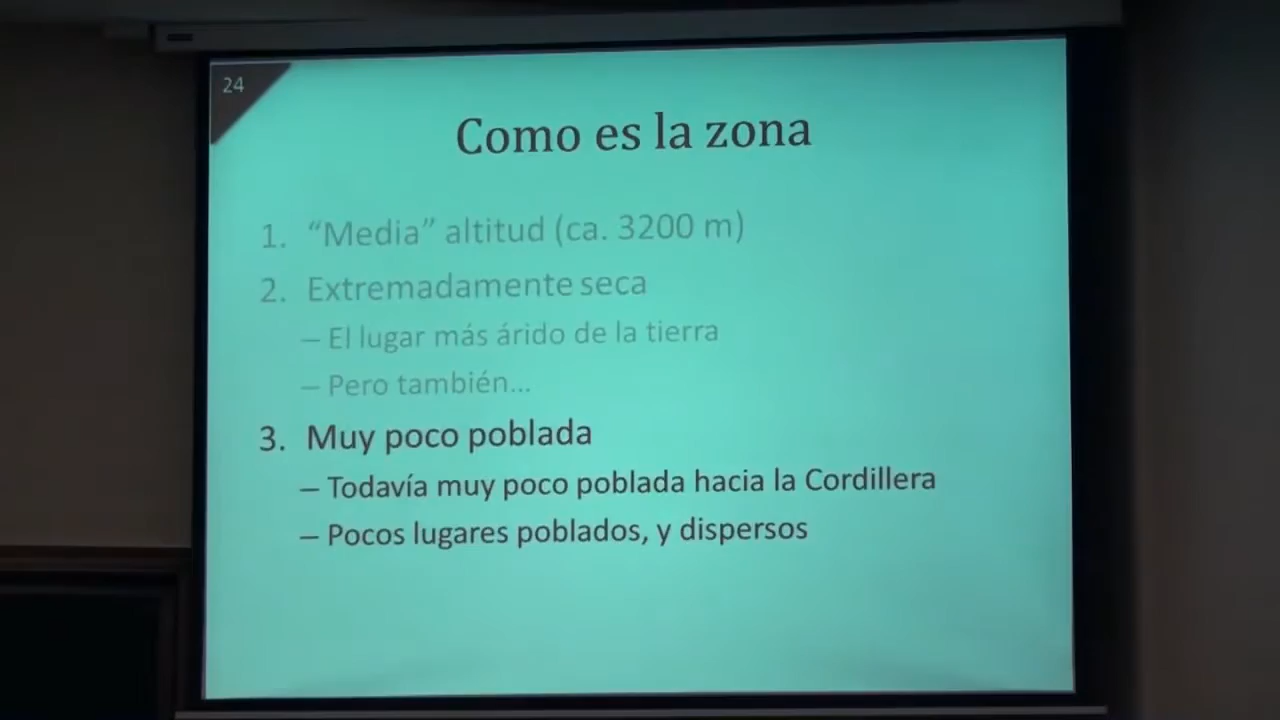 24
Como es la zona
1. “Media” altitud (ca. 3200 m)
2. Extremadamente seca
– El lugar más árido de la tierra
– Pero también...
3. Muy poco poblada
– Todavía muy poco poblada hacia la Cordillera
– Pocos lugares poblados, y dispersos